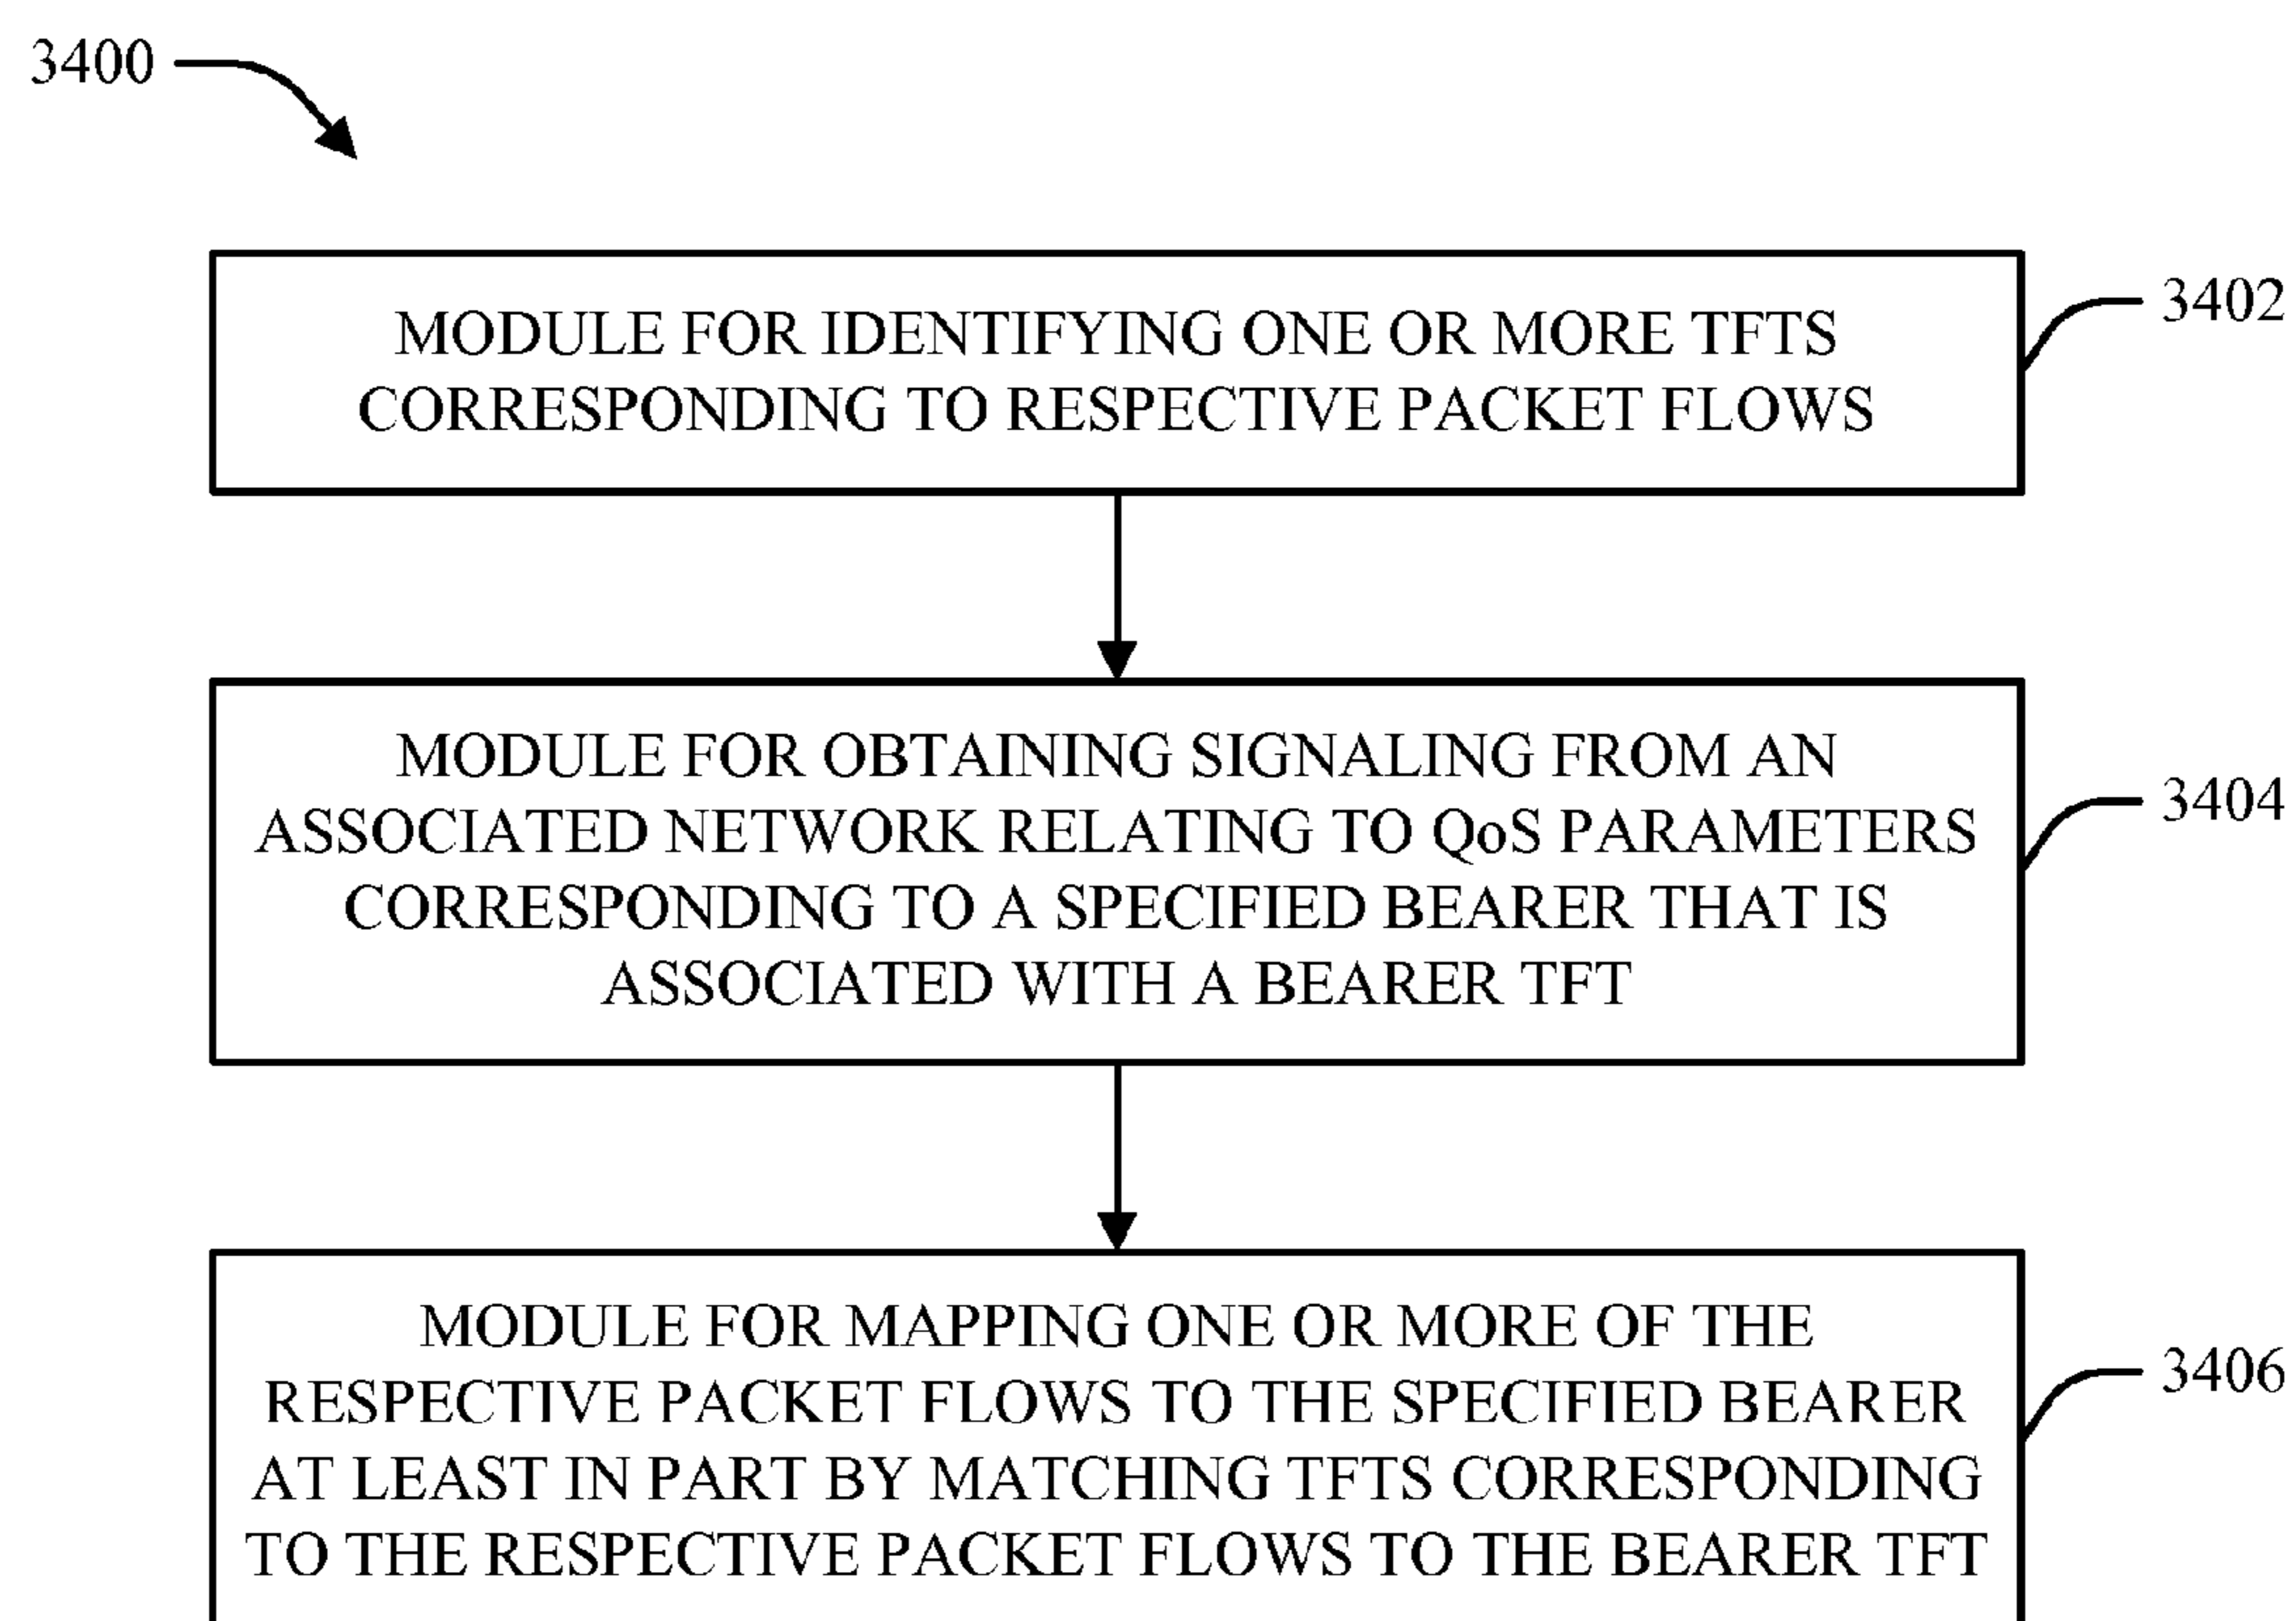 3400
MODULE FOR IDENTIFYING ONE OR MORE TFTS
CORRESPONDING TO RESPECTIVE PACKET FLOWS
3402
MODULE FOR OBTAINING SIGNALING FROM AN
ASSOCIATED NETWORK RELATING TO QoS PARAMETERS
CORRESPONDING TO A SPECIFIED BEARER THAT IS
ASSOCIATED WITH A BEARER TFT
3404
MODULE FOR MAPPING ONE OR MORE OF THE
RESPECTIVE PACKET FLOWS TO THE SPECIFIED BEARER
AT LEAST IN PART BY MATCHING TFTS CORRESPONDING
TO THE RESPECTIVE PACKET FLOWS TO THE BEARER TFT
3406